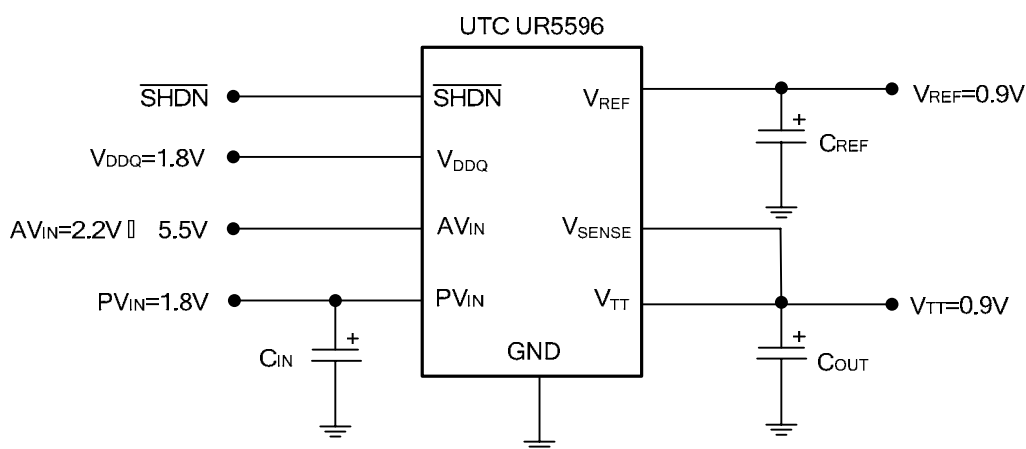 UTC UR5596
SHDN
SHDN
VREF
VREF=0.9V
CREF
VDDQ=1.8V
VDDQ
AVIN=2.2V 5.5V
AVIN
VSENSE
PVIN=1.8V
PVIN
VTT
VTT=0.9V
CIN
GND
COUT
+
+
+